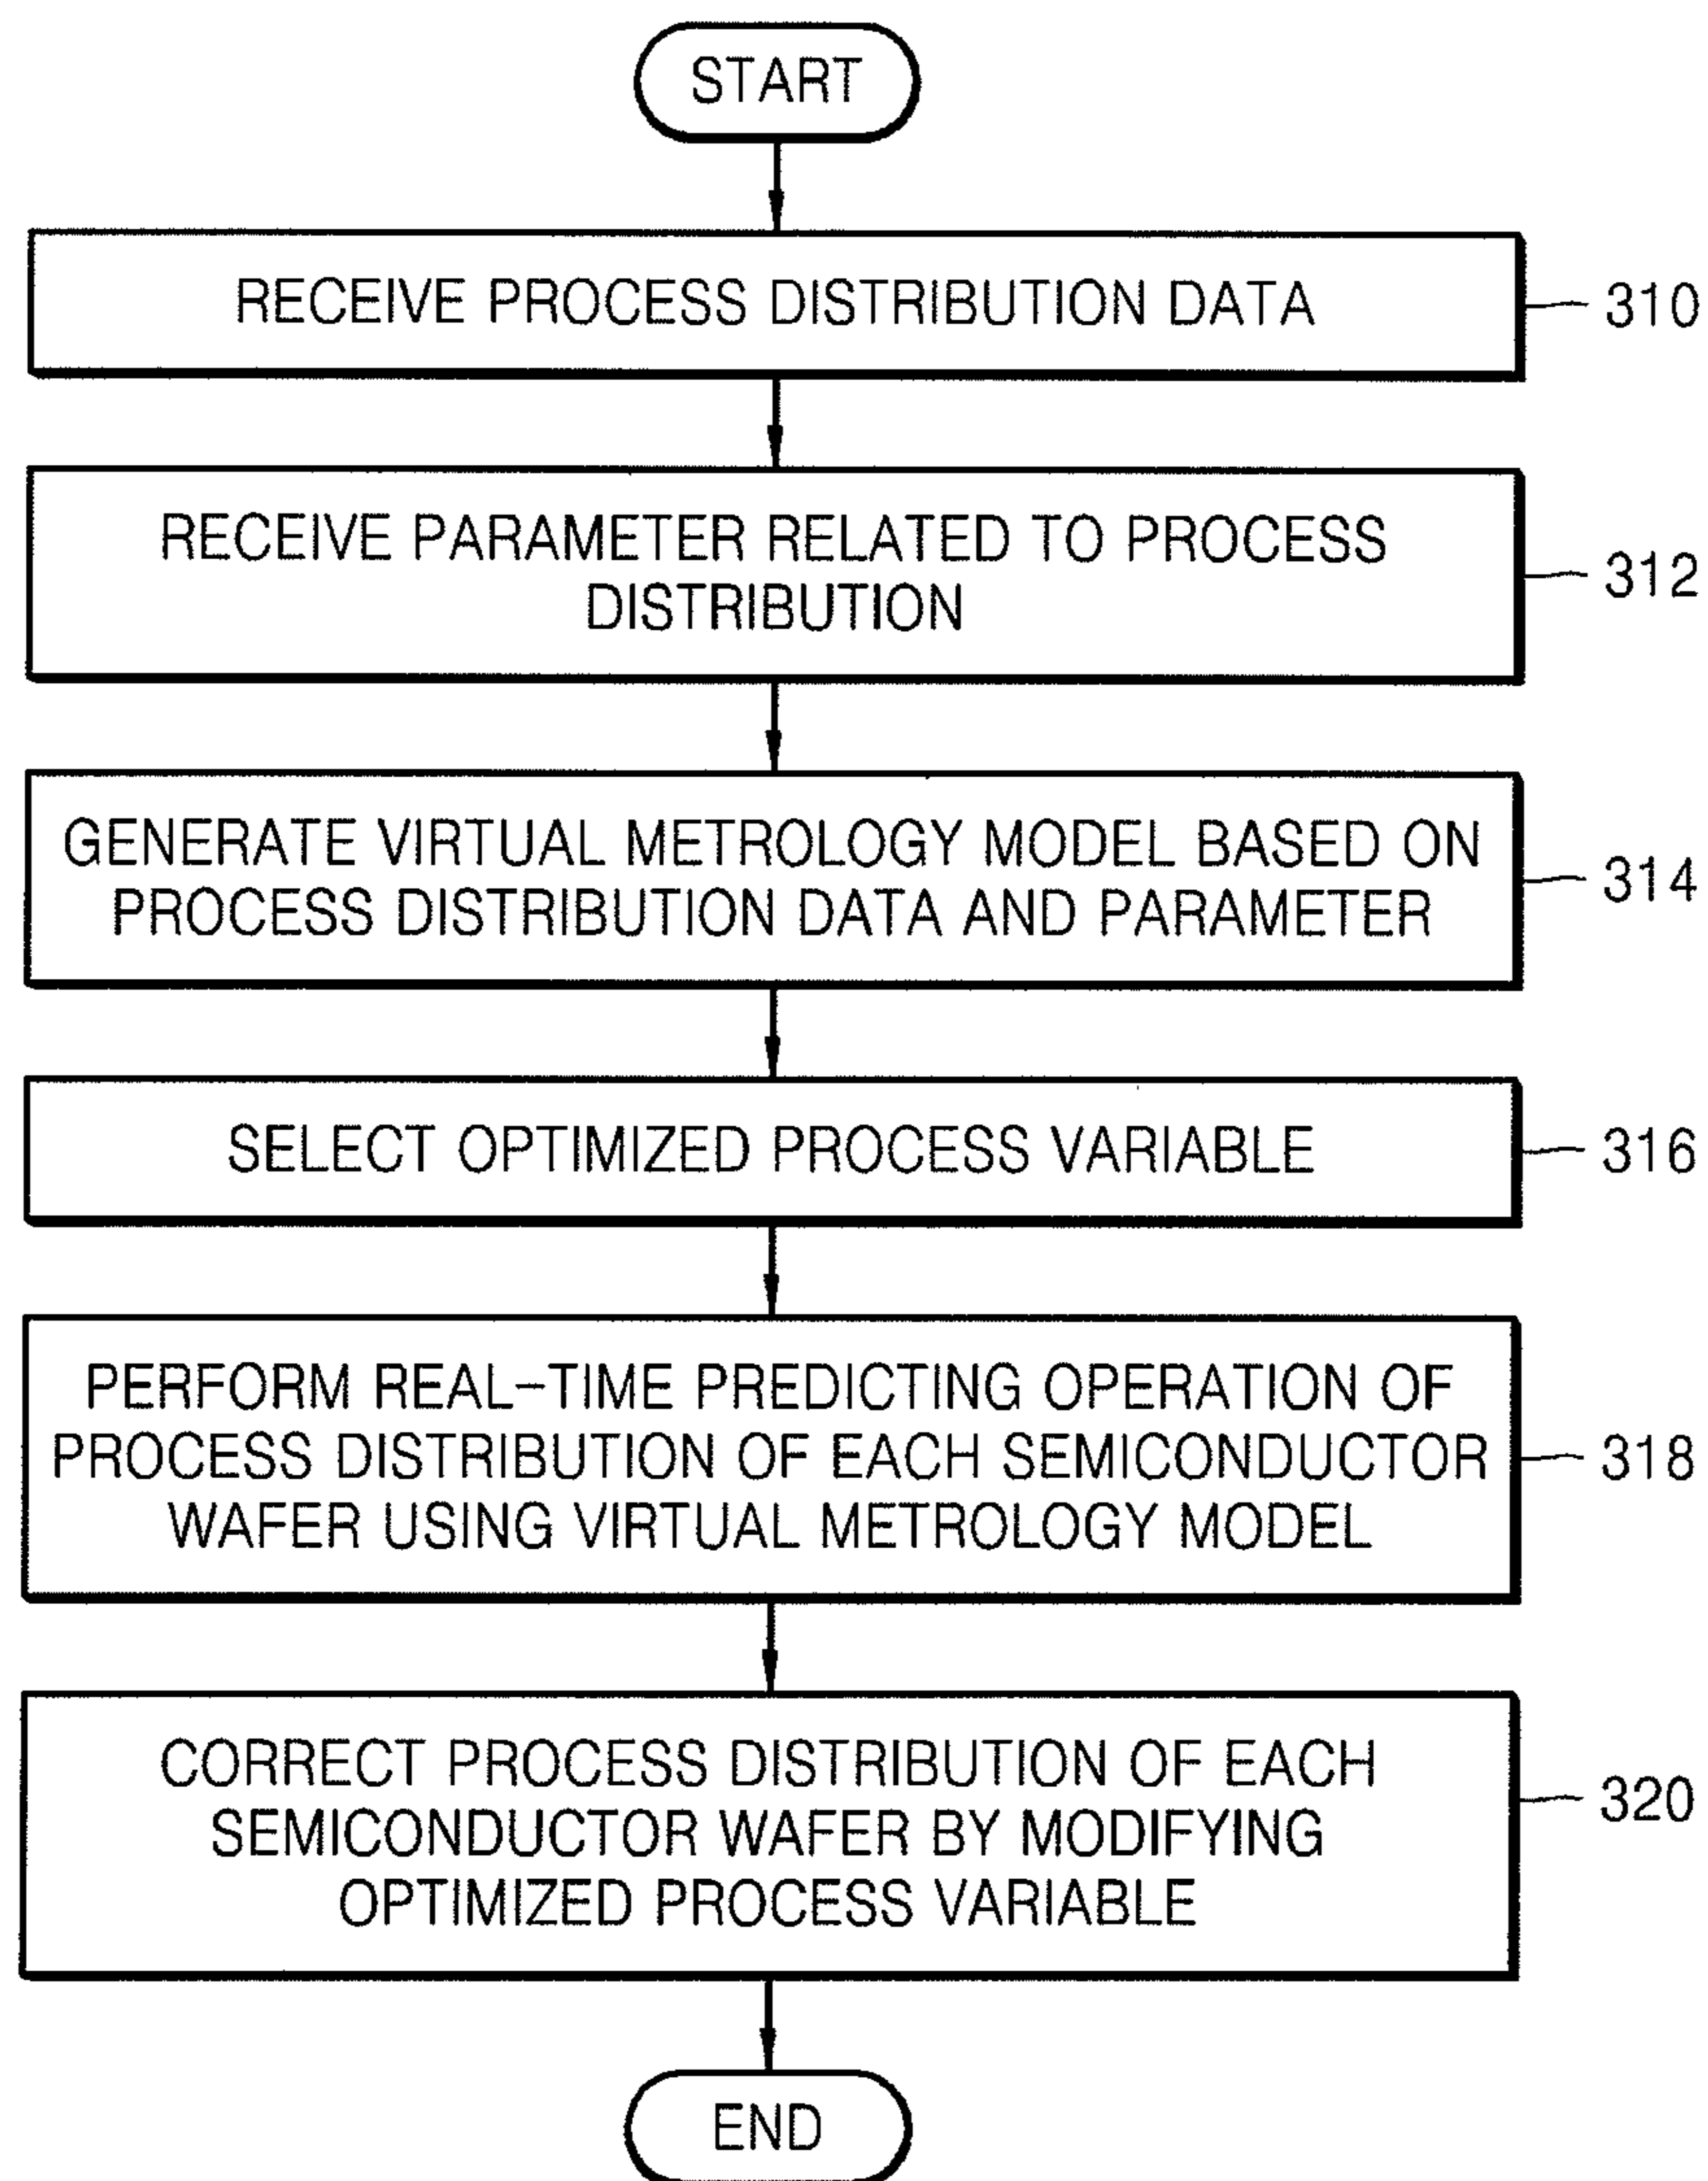 START
RECEIVE PROCESS DISTRIBUTION DATA
310
RECEIVE PARAMETER RELATED TO PROCESS
DISTRIBUTION
312
GENERATE VIRTUAL METROLOGY MODEL BASED ON
PROCESS DISTRIBUTION DATA AND PARAMETER
314
SELECT OPTIMIZED PROCESS VARIABLE
316
PERFORM REAL-TIME PREDICTING OPERATION OF
PROCESS DISTRIBUTION OF EACH SEMICONDUCTOR
WAFER USING VIRTUAL METROLOGY MODEL
318
CORRECT PROCESS DISTRIBUTION OF EACH
SEMICONDUCTOR WAFER BY MODIFYING
OPTIMIZED PROCESS VARIABLE
320
END